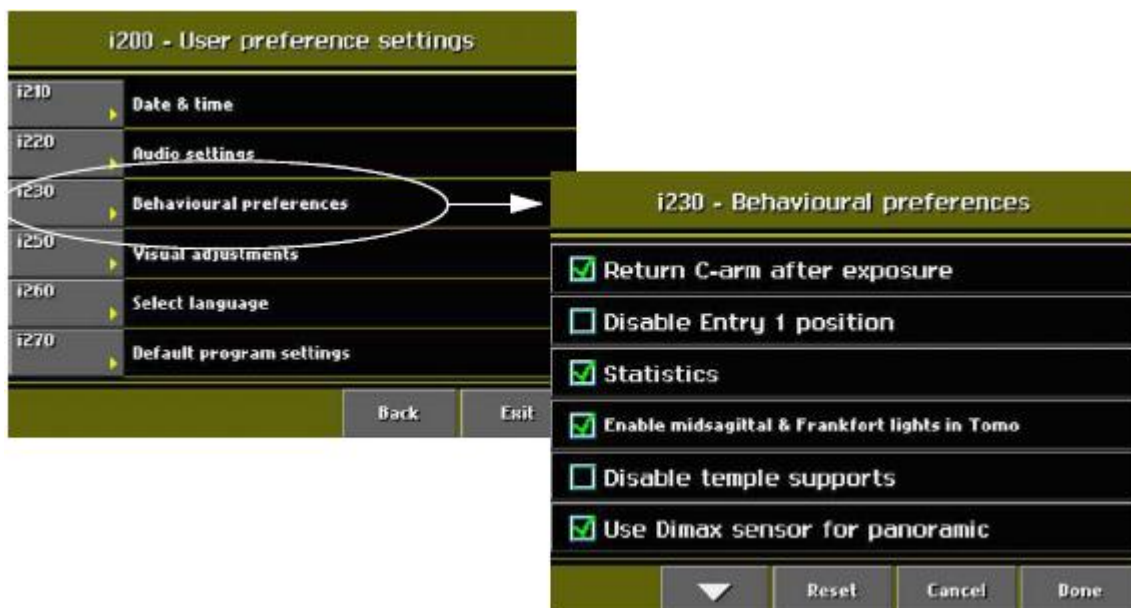 i200 - User preference settings
i210 Date & time
i220 Audio settings
i230 Behavioural preferences
i250 Visual adjustments
i260 Select language
i270 Default program settings
Back Exit
i230 - Behavioural preferences
Return C-arm after exposure
Disable Entry 1 position
Statistics
Enable midsagittal & Frankfort lights in Tomo
Disable temple supports
Use Dimax sensor for panoramic
Reset Cancel Done